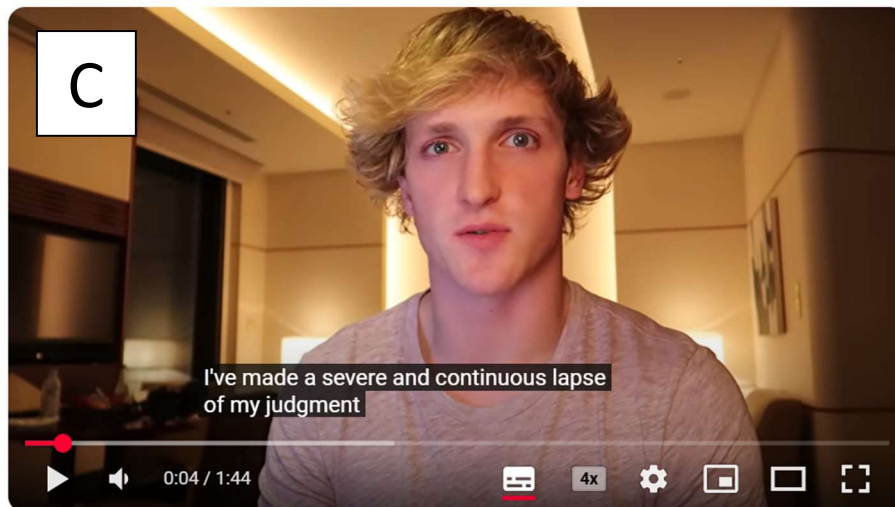 C
I've made a severe and continuous lapse
of my judgment
0:04 / 1:44
4x